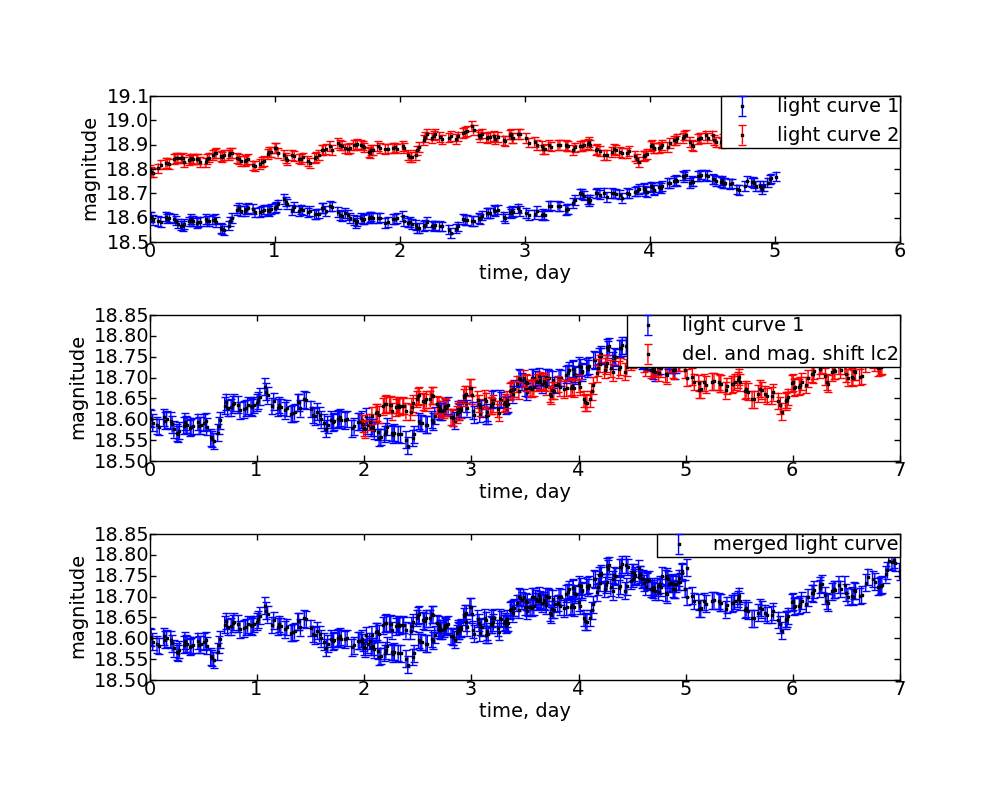 19.1
19.0
18.9
18.8
18.7
18.6
18.5
magnitude
light curve 1
light curve 2
0 1 2 3 4 5 6
time, day
18.85
18.80
18.75
18.70
18.65
18.60
18.55
18.50
magnitude
light curve 1
del. and mag. shift lc2
0 1 2 3 4 5 6 7
time, day
18.85
18.80
18.75
18.70
18.65
18.60
18.55
18.50
magnitude
merged light curve
0 1 2 3 4 5 6 7
time, day